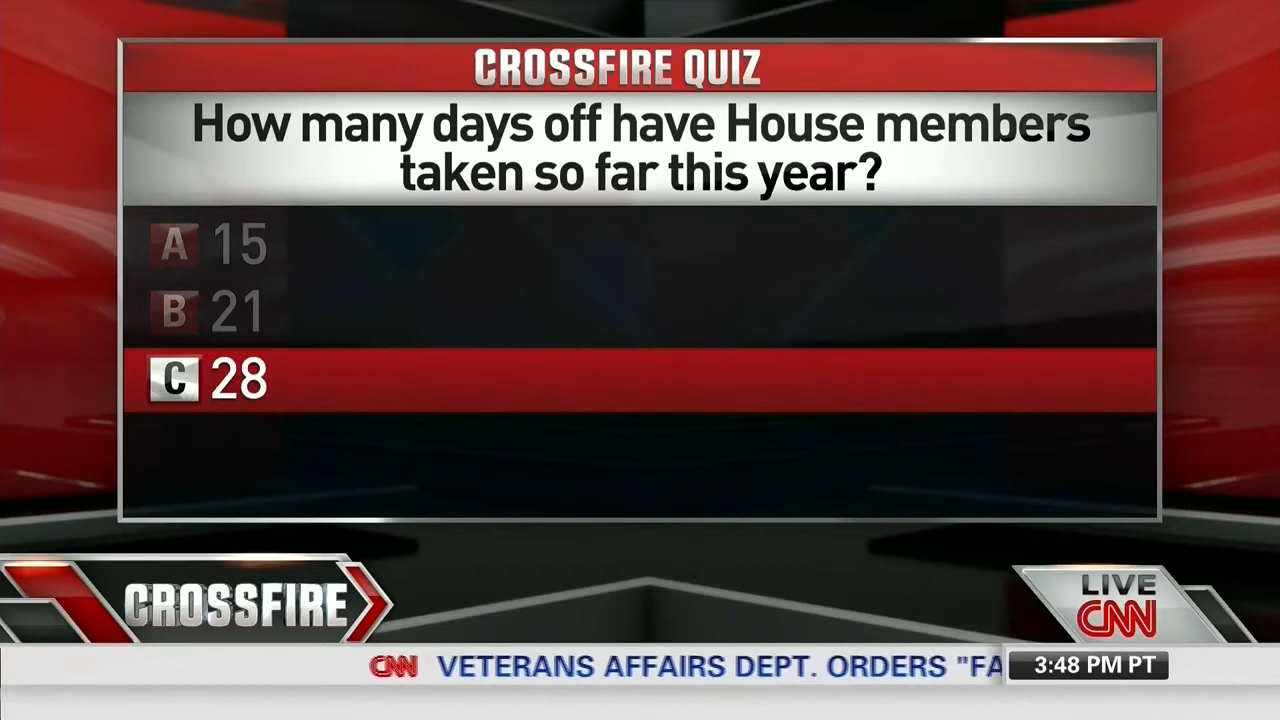 CROSSFIRE QUIZ
How many days off have House members
taken so far this year?
A 15
B 21
C 28
CROSSFIRE
LIVE
CNN
CNN VETERANS AFFAIRS DEPT. ORDERS "FA
3:48 PM PT